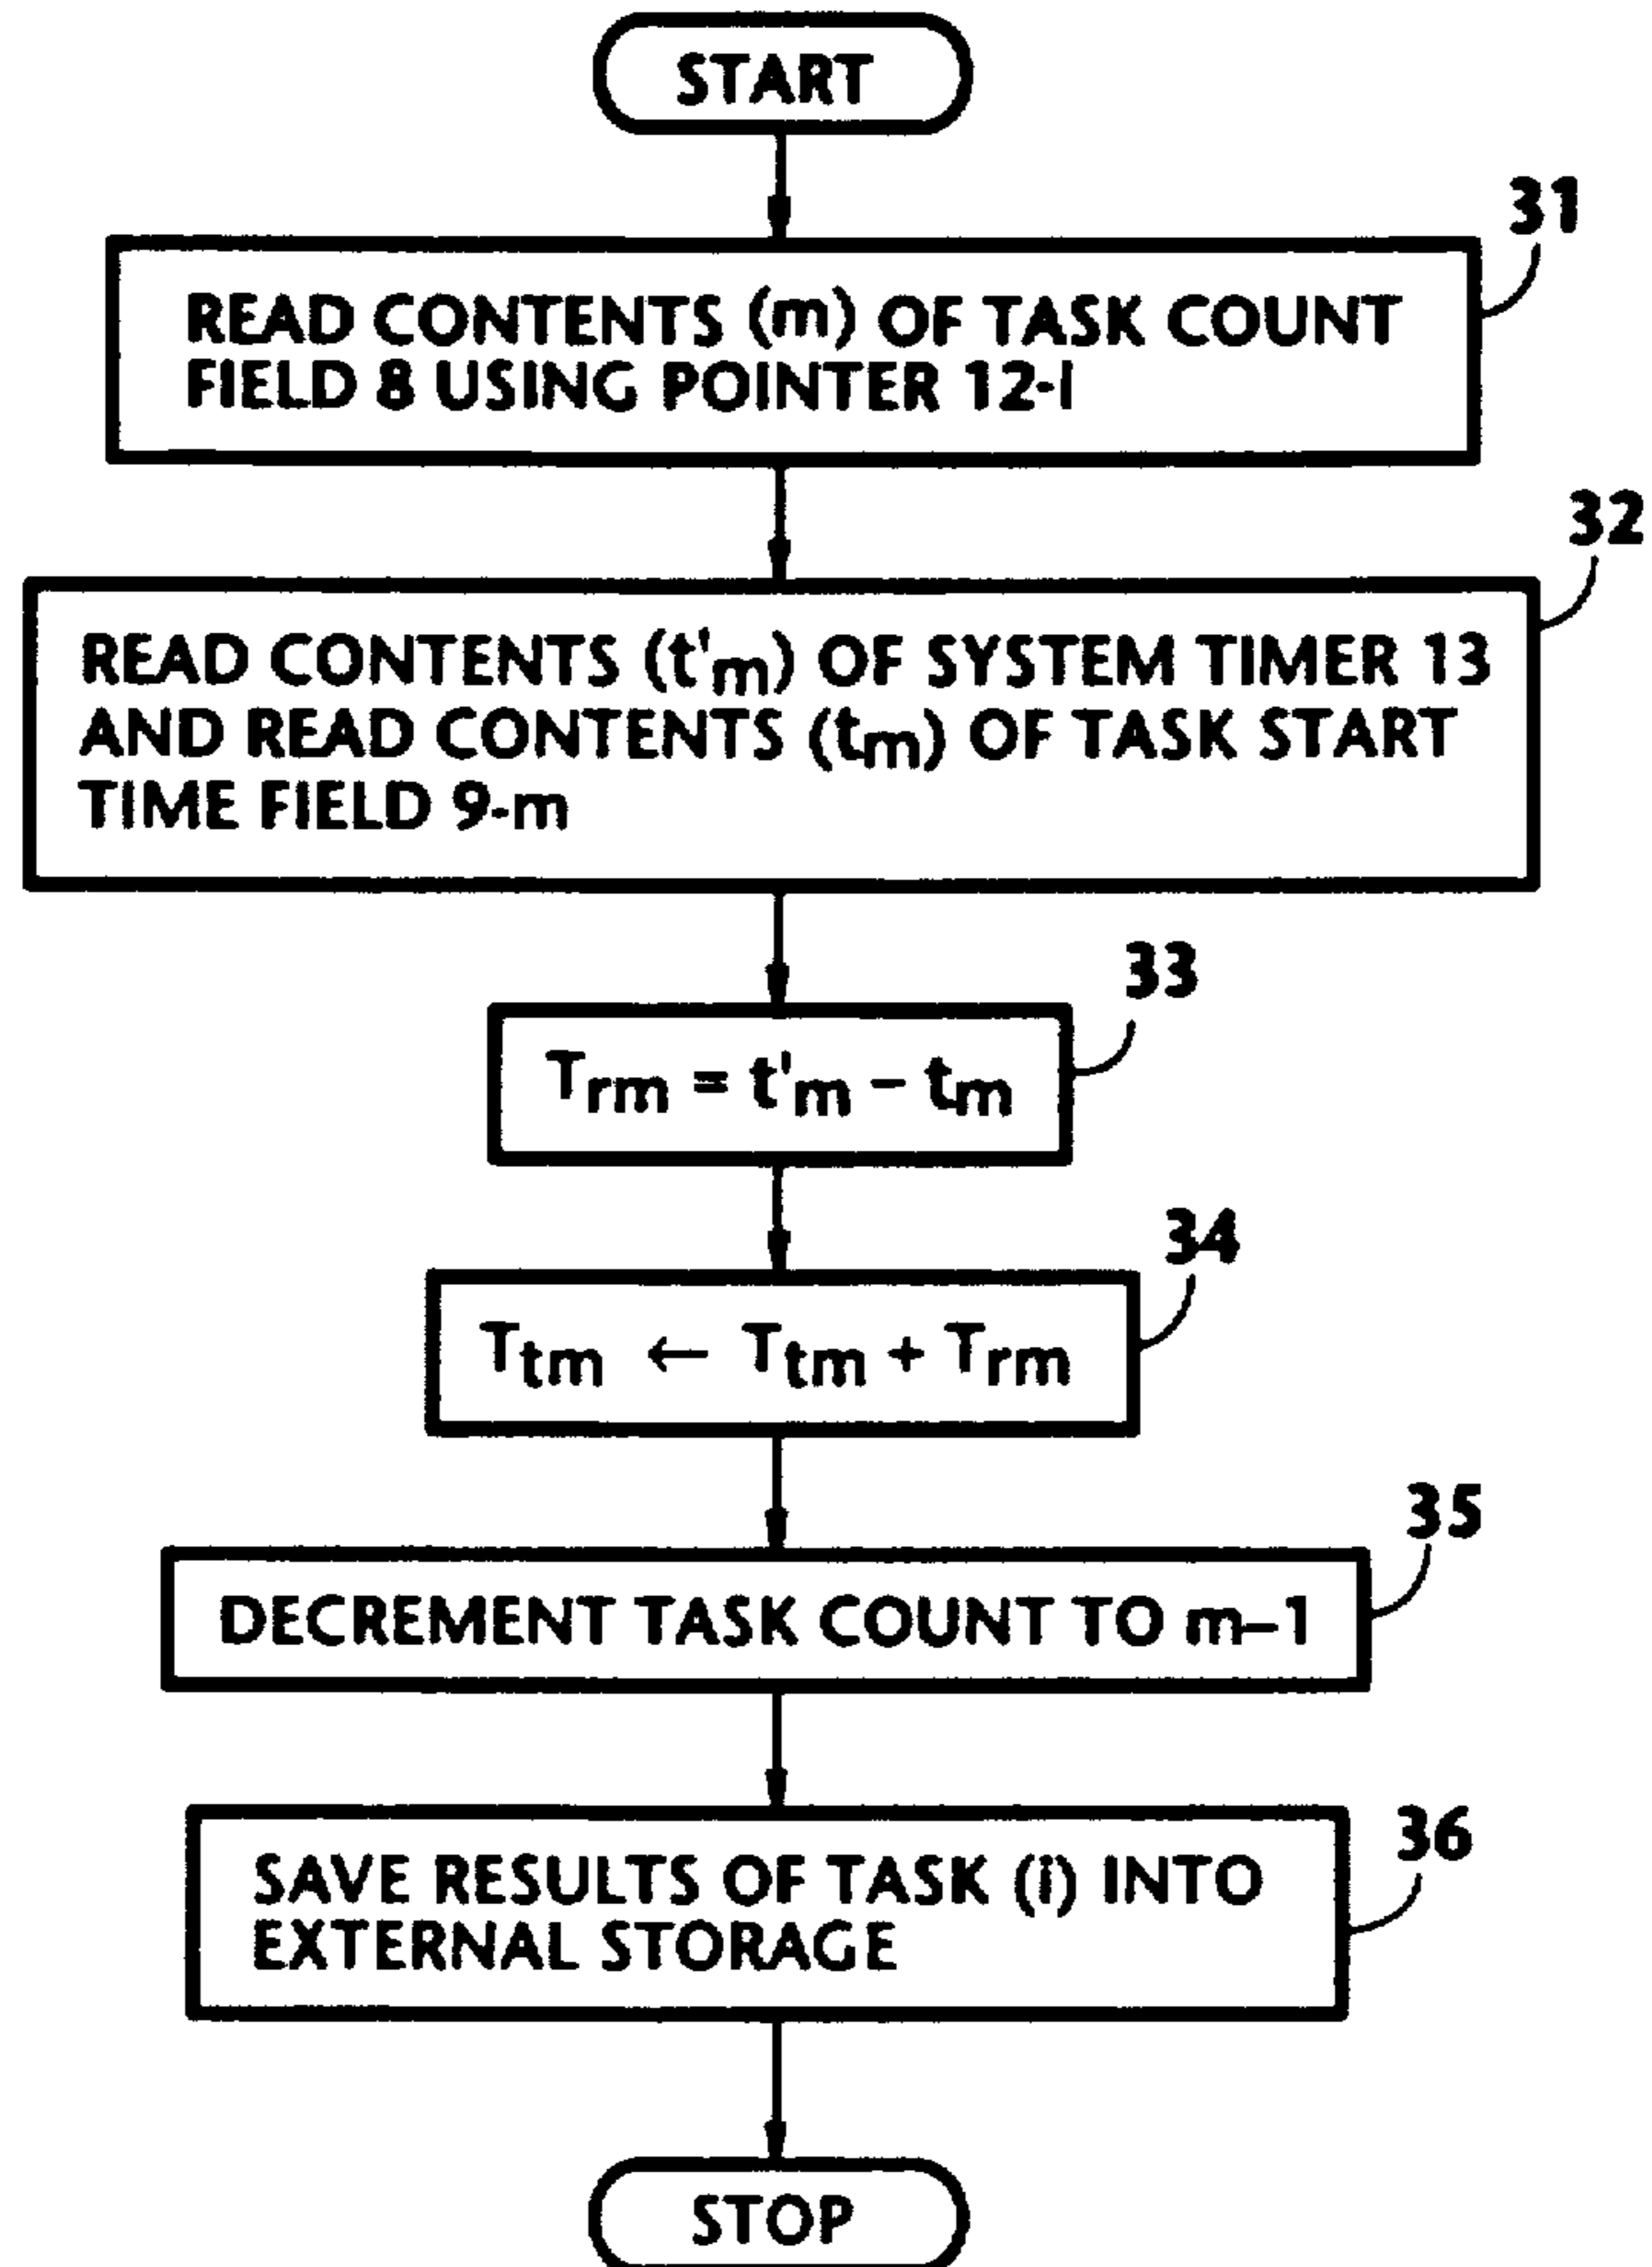 START
31
READ CONTENTS (m) OF TASK COUNT
FIELD 8 USING POINTER 12-I
32
READ CONTENTS (t'm) OF SYSTEM TIMER 13
AND READ CONTENTS (tm) OF TASK START
TIME FIELD 9-m
33
Trm = t'm – tm
34
Ttm ← Ttm + Trm
35
DECREMENT TASK COUNT TO m–1
36
SAVE RESULTS OF TASK (i) INTO
EXTERNAL STORAGE
STOP